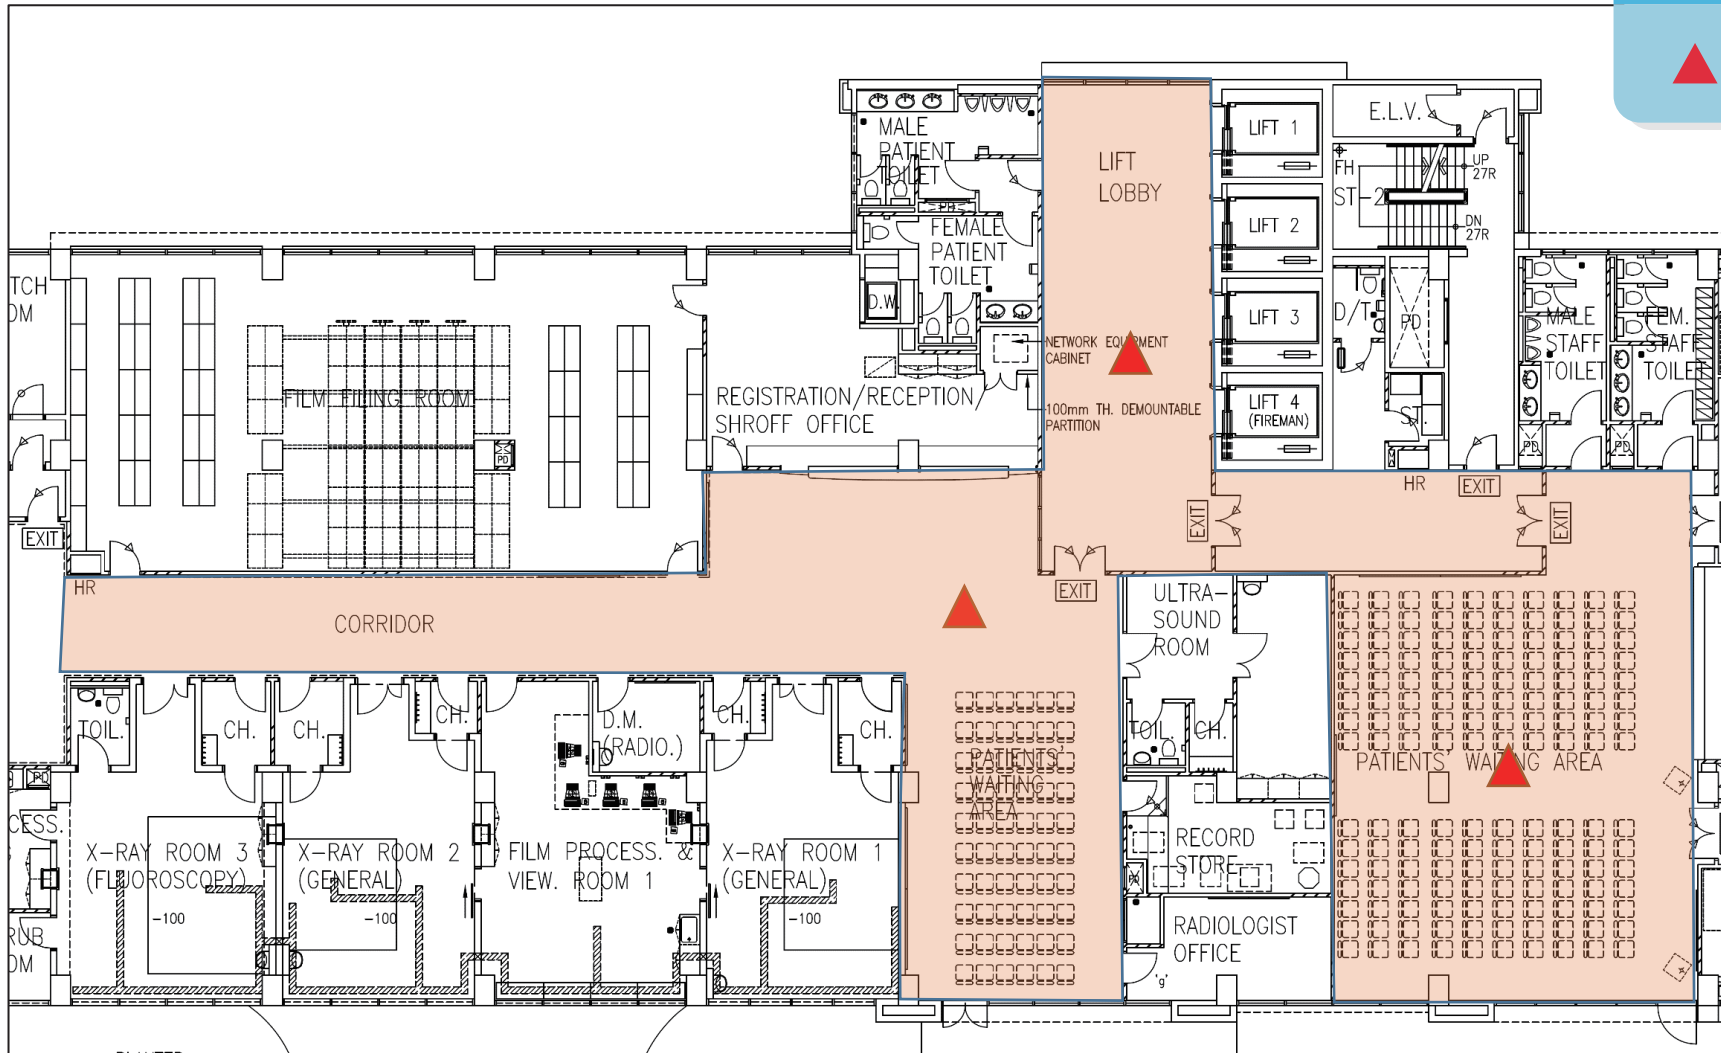 MALE
PATIENT
TOILET
LIFT
LOBBY
LIFT 1
E.L.V.
FH
ST-2
UP
27R
LIFT 2
DN
27R
FEMALE
PATIENT
TOILET
D.W.
LIFT 3
D/T
PD
MALE
STAFF
TOILET
FEM.
STAFF
TOILET
NETWORK EQUIPMENT
CABINET
FILM FILING ROOM
REGISTRATION/RECEPTION/
SHROFF OFFICE
100mm TH. DEMOUNTABLE
PARTITION
LIFT 4
(FIREMAN)
ST.
PD
PD
PD
HR
EXIT
EXIT
EXIT
EXIT
EXIT
HR
CORRIDOR
ULTRA-
SOUND
ROOM
TOIL.
CH.
CH.
CH.
D.M.
(RADIO.)
CH.
CH.
PATIENTS'
WAITING
AREA
TOIL.
CH.
PATIENTS' WAITING AREA
PD
CESS.
X-RAY ROOM 3
(FLUOROSCOPY)
X-RAY ROOM 2
(GENERAL)
FILM PROCESS. &
VIEW. ROOM 1
X-RAY ROOM 1
(GENERAL)
RECORD
STORE
PD
-100
-100
-100
RADIOLOGIST
OFFICE
'g'